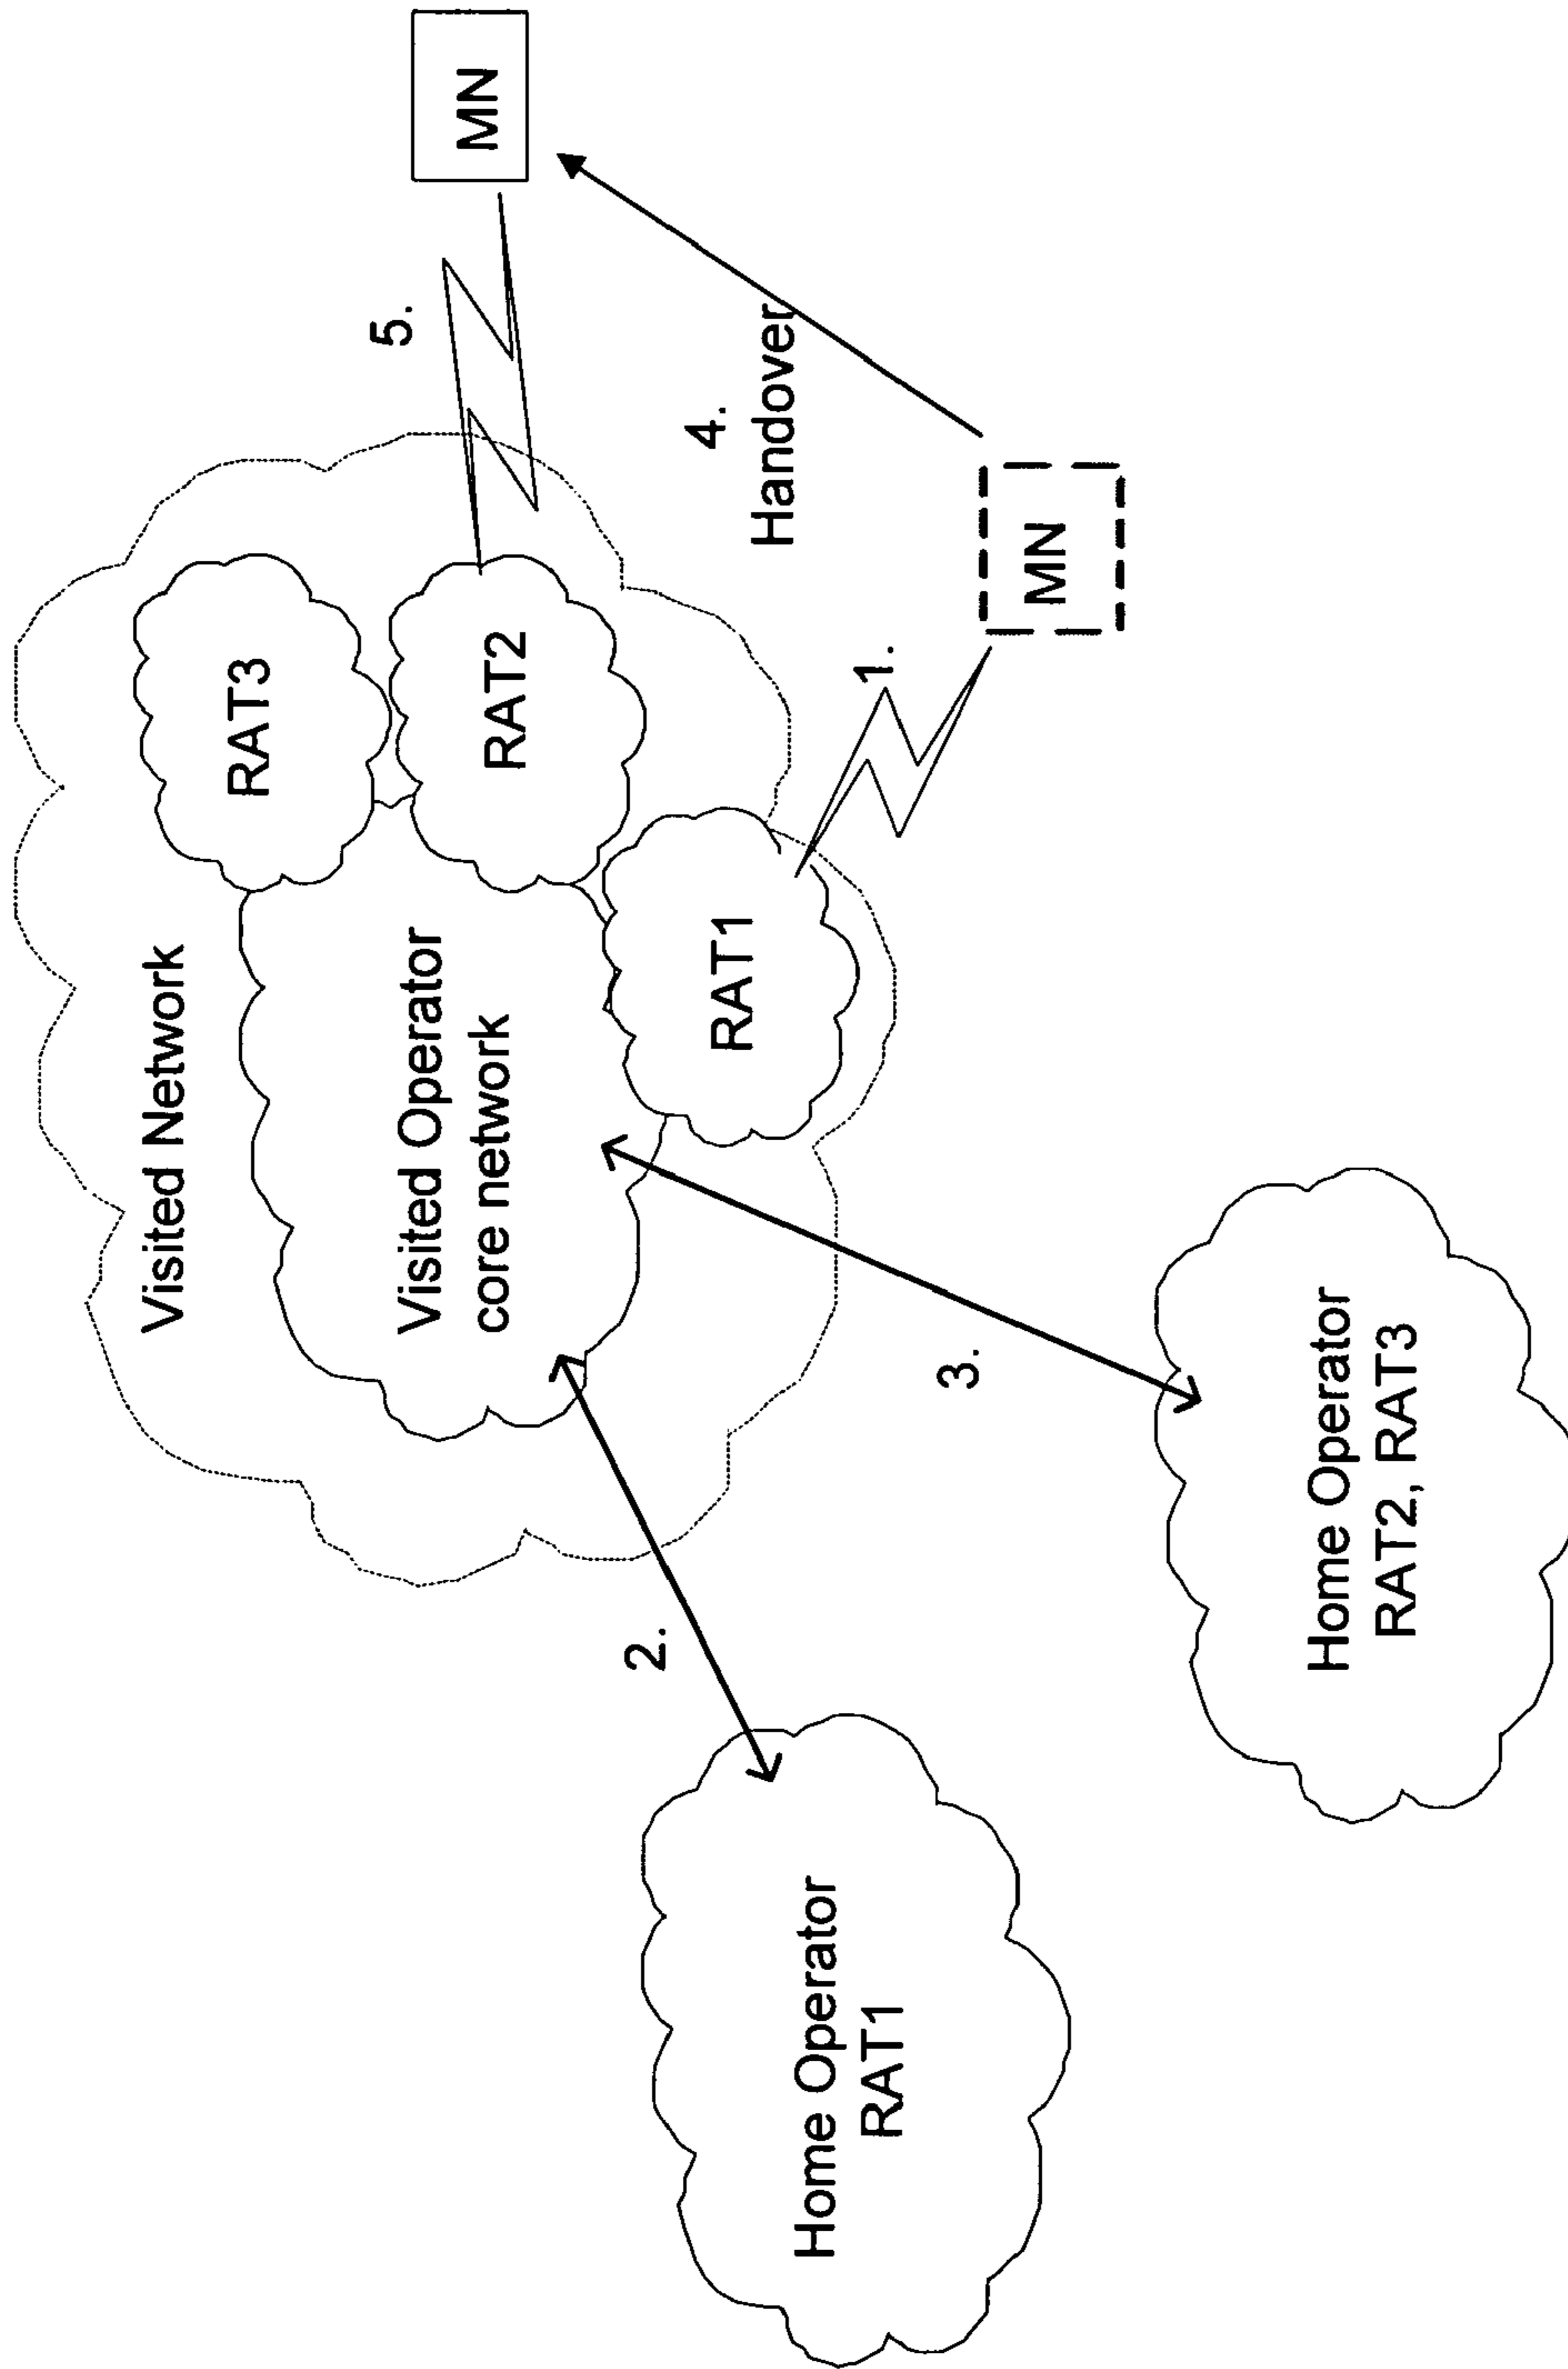 Visited Network
RAT3
Visited Operator
core network
RAT2
RAT1
MN
5.
4.
Handover
1.
MN
2.
3.
Home Operator
RAT1
Home Operator
RAT2, RAT3